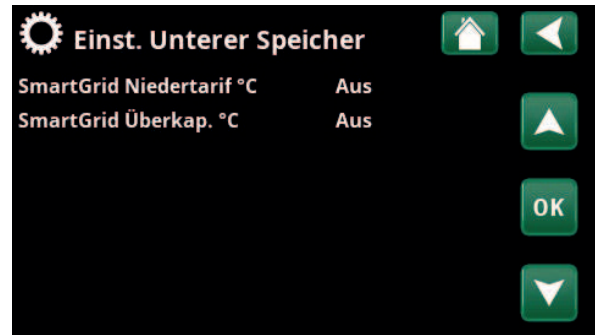 Einst. Unterer Speicher
SmartGrid Niedertarif °C Aus
SmartGrid Überkap. °C Aus
OK